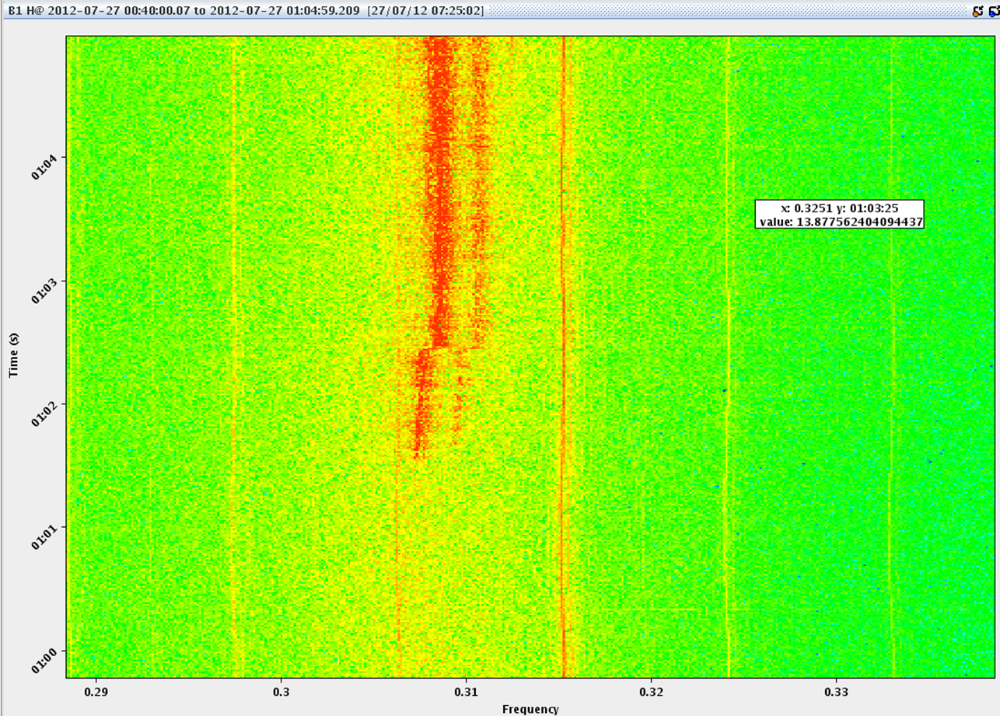 B1 H@ 2012-07-27 00:40:00.07 to 2012-07-27 01:04:59.209 [27/07/12 07:25:02]
01:04
x: 0.3251 y: 01:03:25
value: 13.877562404094437
01:03
Time (s)
01:02
01:01
01:00
0.29 0.3 0.31 0.32 0.33
Frequency